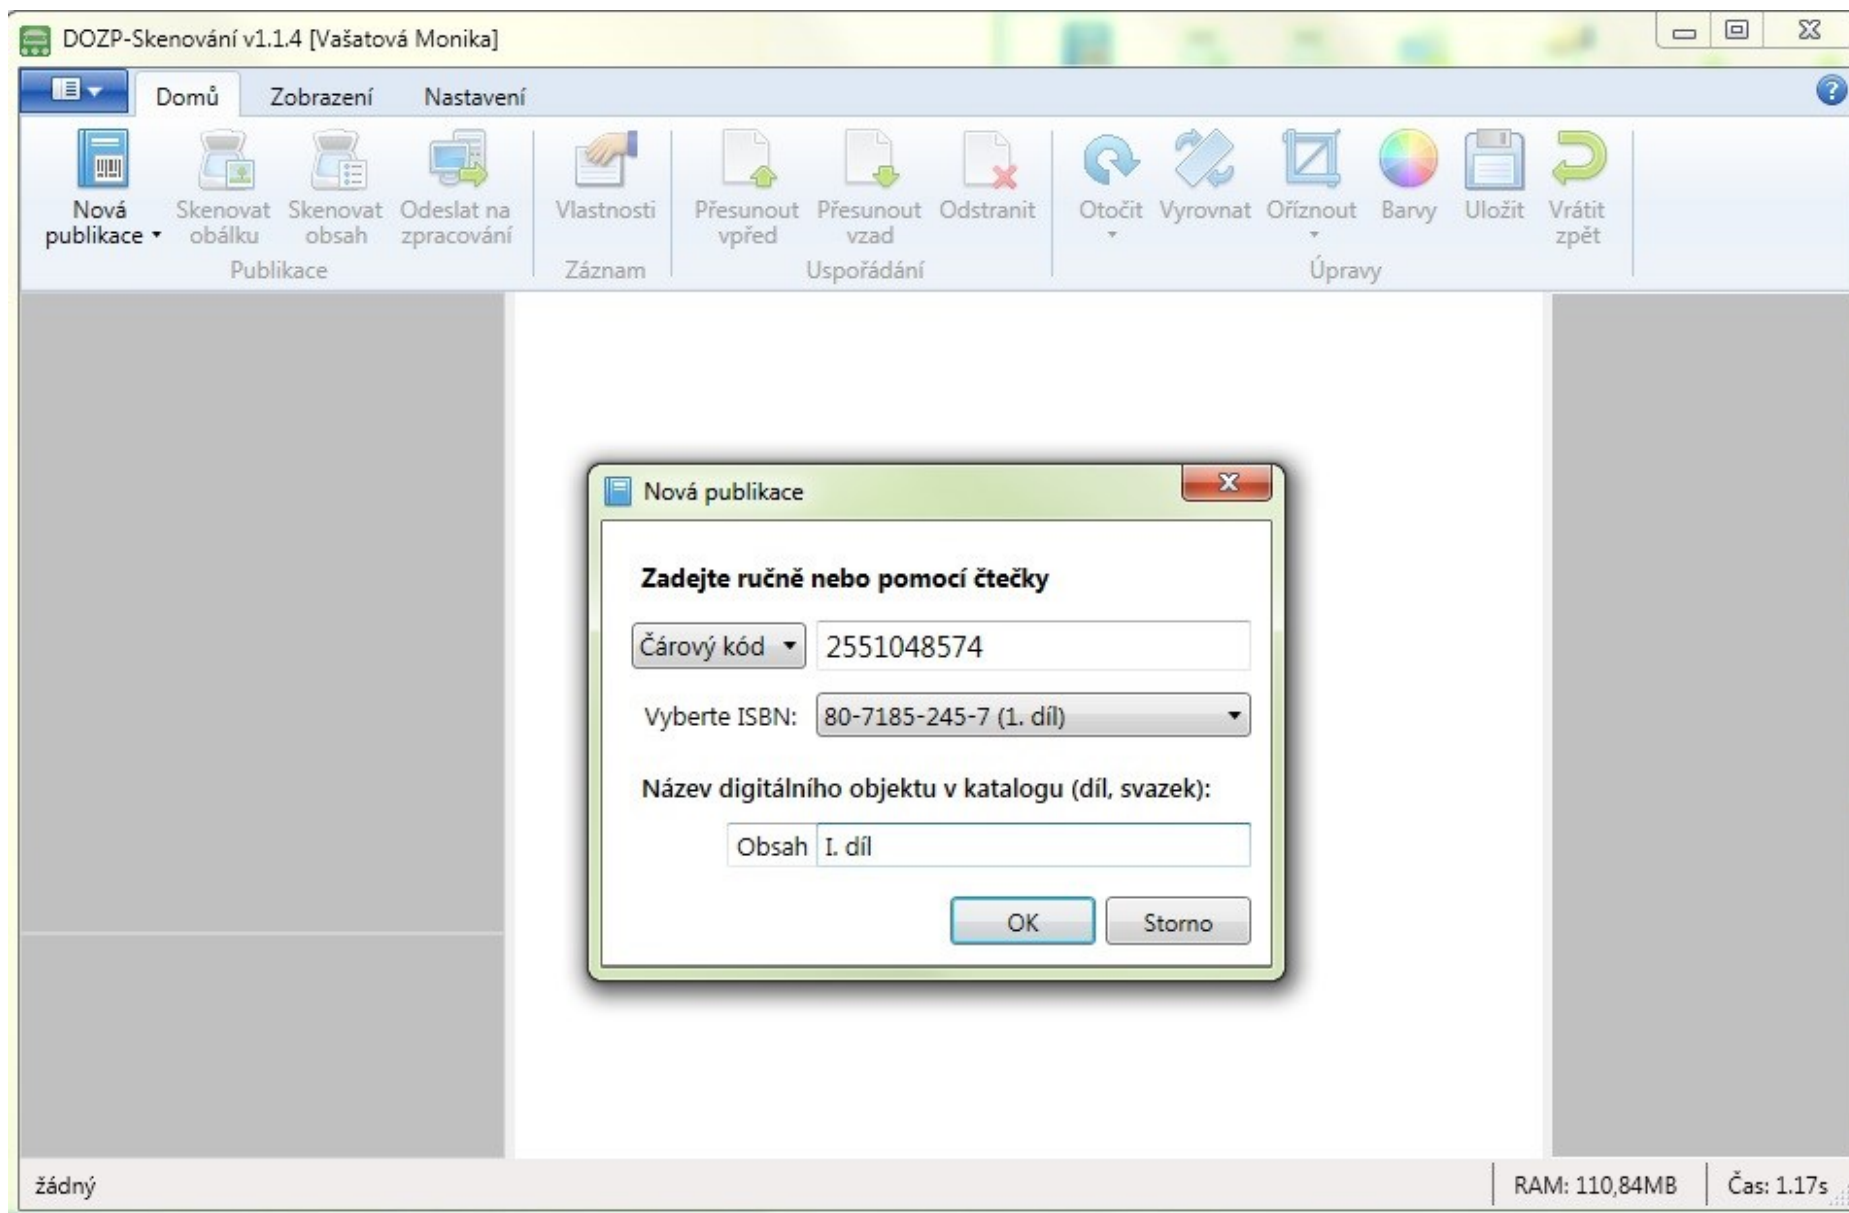 DOZP-Skenování v1.1.4 [Vašatová Monika]
Domů Zobrazení Nastavení
Nová publikace
Skenovat obálku
Skenovat obsah
Odeslat na zpracování
Publikace
Vlastnosti
Záznam
Přesunout vpřed
Přesunout vzad
Odstranit
Uspořádání
Otočit
Vyrovnat
Oříznout
Barvy
Uložit
Vrátit zpět
Úpravy
Nová publikace
Zadejte ručně nebo pomocí čtečky
Čárový kód 2551048574
Vyberte ISBN: 80-7185-245-7 (1. díl)
Název digitálního objektu v katalogu (díl, svazek):
Obsah I. díl
OK Storno
žádný RAM: 110,84MB Čas: 1.17s